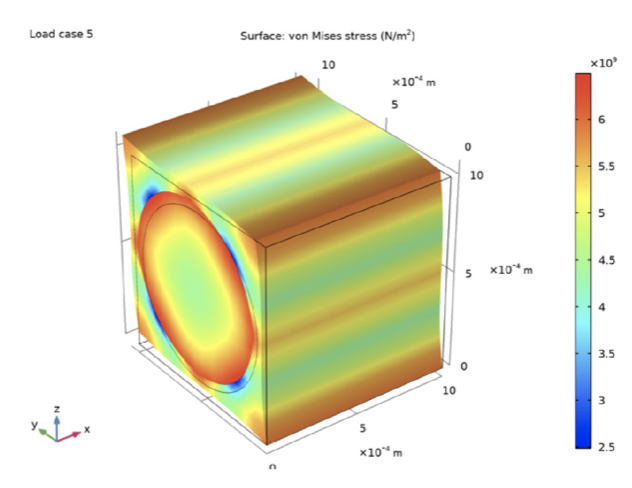 Load case 5
Surface: von Mises stress (N/m²)
×10⁹
10
×10⁻⁴ m
5
0
10
5
×10⁻⁴ m
0
10
5
×10⁻⁴ m
0
6
5.5
5
4.5
4
3.5
3
2.5
z
y
x